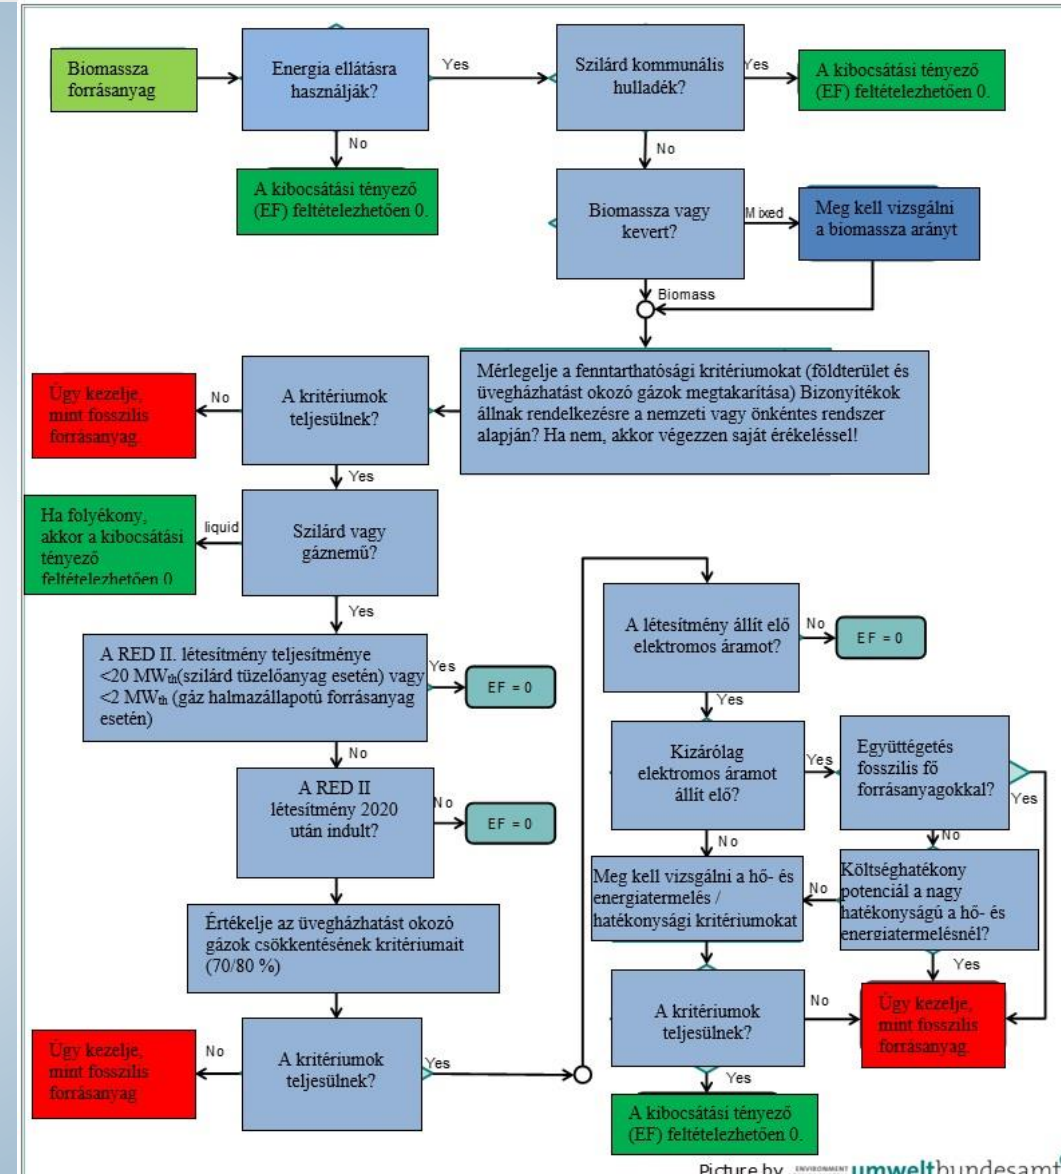 Biomassza
forrásanyag
Energia ellátásra
használják?
Yes
Szilárd kommunális
hulladék?
Yes
A kibocsátási tényező
(EF) feltételezhetően 0.
No
A kibocsátási tényező
(EF) feltételezhetően 0.
No
Biomassza vagy
kevert?
Mixed
Meg kell vizsgálni
a biomassza arányt
Biomass
Mérlegelje a fenntarthatósági kritériumokat (földterület és
üvegházhatást okozó gázok megtakarítása) Bizonyítékok
állnak rendelkezésre a nemzeti vagy önkéntes rendszer
alapján? Ha nem, akkor végezzen saját érékeléssel!
A kritériumok
teljesülnek?
No
Úgy kezelje,
mint fosszilis
forrásanyag.
Yes
Szilárd vagy
gáznemű?
liquid
Ha folyékony,
akkor a kibocsátási
tényező
feltételezhetően 0
Yes
A RED II. létesítmény teljesítménye
<20 MWth(szilárd tüzelőanyag esetén) vagy
<2 MWth (gáz halmazállapotú forrásanyag
esetén)
Yes
EF = 0
No
A RED II
létesítmény 2020
után indult?
No
EF = 0
Értékelje az üvegházhatást okozó
gázok csökkentésének kritériumait
(70/80 %)
A kritériumok
teljesülnek?
No
Úgy kezelje,
mint fosszilis
forrásanyag
Yes
A létesítmény állít elő
elektromos áramot?
No
EF = 0
Yes
Kizárólag
elektromos áramot
állít elő?
Yes
Együttégetés
fosszilis fő
forrásanyagokkal?
Yes
No
No
Meg kell vizsgálni a hő- és
energiatermelés /
hatékonysági kritériumokat
No
Költséghatékony
potenciál a nagy
hatékonyságú a hő- és
energiatermelésnél?
Yes
A kritériumok
teljesülnek?
No
Úgy kezelje,
mint fosszilis
forrásanyag.
Yes
A kibocsátási tényező
(EF) feltételezhetően 0.
Picture by ENVIRONMENT umweltbundesamt